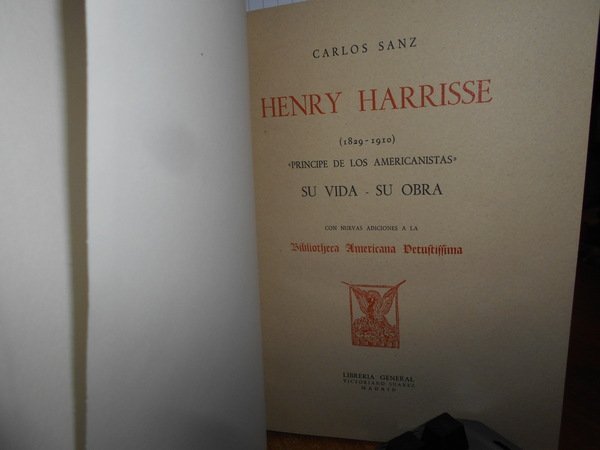 CARLOS SANZ
HENRY HARRISSE
(1829-1910)
«PRINCIPE DE LOS AMERICANISTAS»
SU VIDA - SU OBRA
CON NUEVAS ADICIONES A LA
Bibliotheca Americana Vetustissima
LIBRERIA GENERAL
VICTORIANO SUAREZ
MADRID